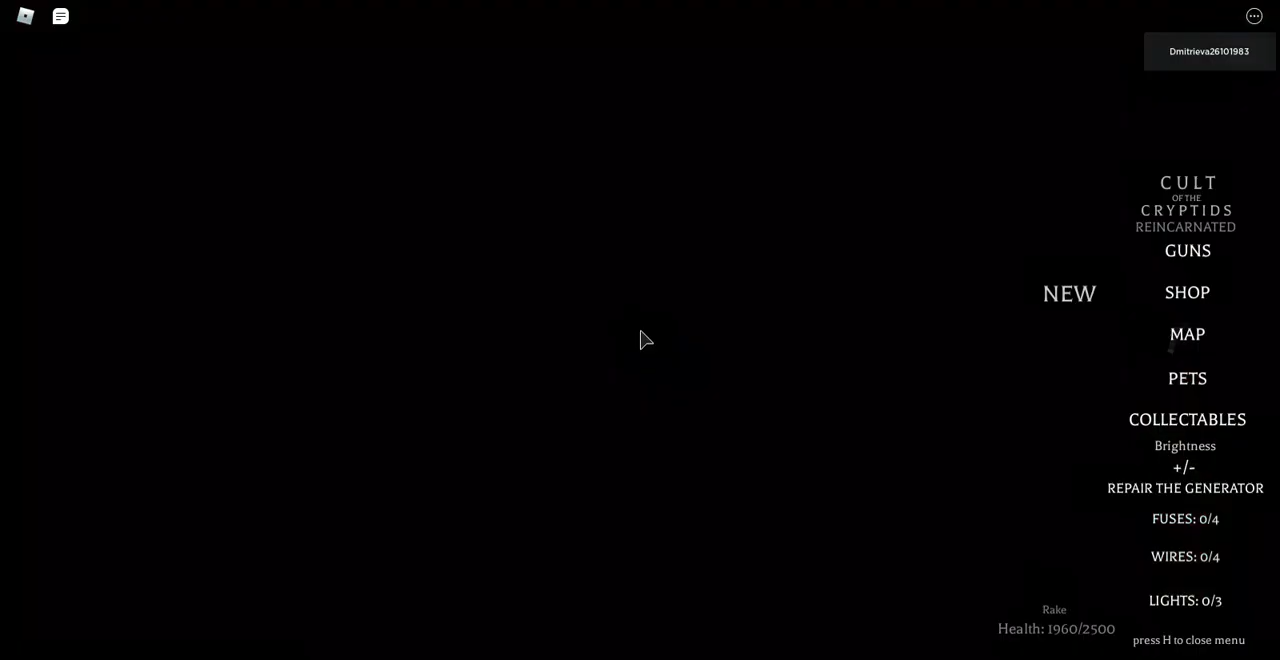 Dmitrieva26101983
CULT
OF THE
CRYPTIDS
REINCARNATED
GUNS
NEW
SHOP
MAP
PETS
COLLECTABLES
Brightness
+/-
REPAIR THE GENERATOR
FUSES: 0/4
WIRES: 0/4
LIGHTS: 0/3
Rake
Health: 1960/2500
press H to close menu